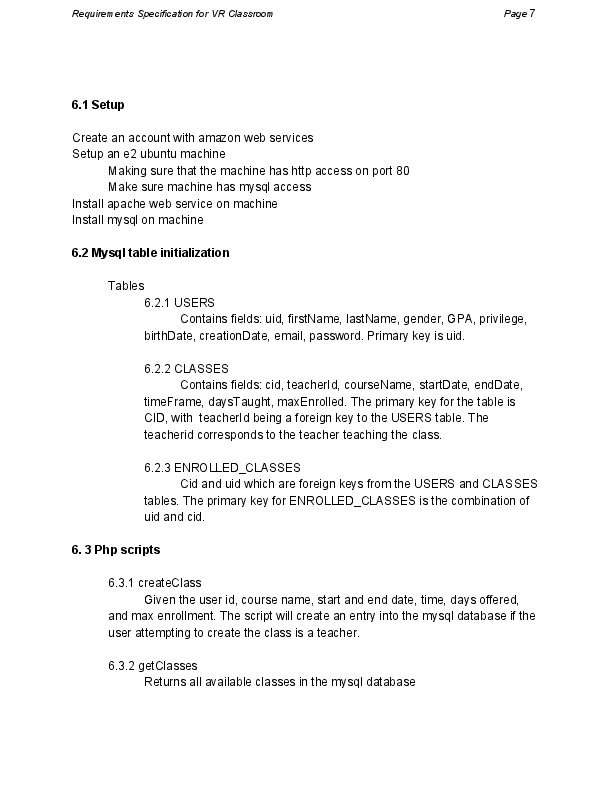 Requirements Specification for VR Classroom Page 7
6.1 Setup
Create an account with amazon web services
Setup an e2 ubuntu machine
Making sure that the machine has http access on port 80
Make sure machine has mysql access
Install apache web service on machine
Install mysql on machine
6.2 Mysql table initialization
Tables
6.2.1 USERS
Contains fields: uid, firstName, lastName, gender, GPA, privilege,
birthDate, creationDate, email, password. Primary key is uid.
6.2.2 CLASSES
Contains fields: cid, teacherId, courseName, startDate, endDate,
timeFrame, daysTaught, maxEnrolled. The primary key for the table is
CID, with teacherId being a foreign key to the USERS table. The
teacherid corresponds to the teacher teaching the class.
6.2.3 ENROLLED_CLASSES
Cid and uid which are foreign keys from the USERS and CLASSES
tables. The primary key for ENROLLED_CLASSES is the combination of
uid and cid.
6. 3 Php scripts
6.3.1 createClass
Given the user id, course name, start and end date, time, days offered,
and max enrollment. The script will create an entry into the mysql database if the
user attempting to create the class is a teacher.
6.3.2 getClasses
Returns all available classes in the mysql database